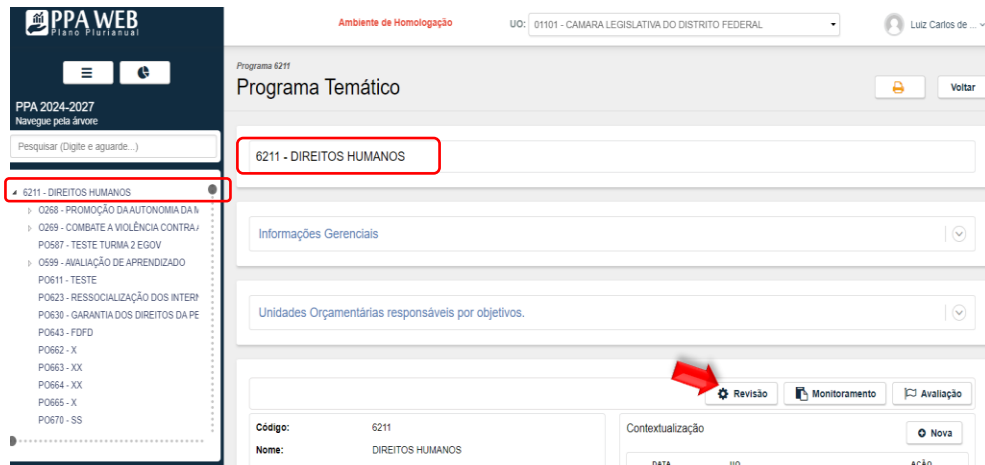 PPA WEB
Plano Plurianual
Ambiente de Homologação
UO: 01101 - CAMARA LEGISLATIVA DO DISTRITO FEDERAL
Luiz Carlos de ...
PPA 2024-2027
Navegue pela árvore
Pesquisar (Digite e aguarde...)
6211 - DIREITOS HUMANOS
O268 - PROMOÇÃO DA AUTONOMIA DA M
O269 - COMBATE A VIOLÊNCIA CONTRA
PO587 - TESTE TURMA 2 EGOV
O599 - AVALIAÇÃO DE APRENDIZADO
PO611 - TESTE
PO623 - RESSOCIALIZAÇÃO DOS INTERN
PO630 - GARANTIA DOS DIREITOS DA PE
PO643 - FDFD
PO662 - X
PO663 - XX
PO664 - XX
PO665 - X
PO670 - SS
Programa 6211
Programa Temático
Voltar
6211 - DIREITOS HUMANOS
Informações Gerenciais
Unidades Orçamentárias responsáveis por objetivos.
Revisão Monitoramento Avaliação
Código: 6211
Nome: DIREITOS HUMANOS
Contextualização
Nova
DATA UO AÇÃO